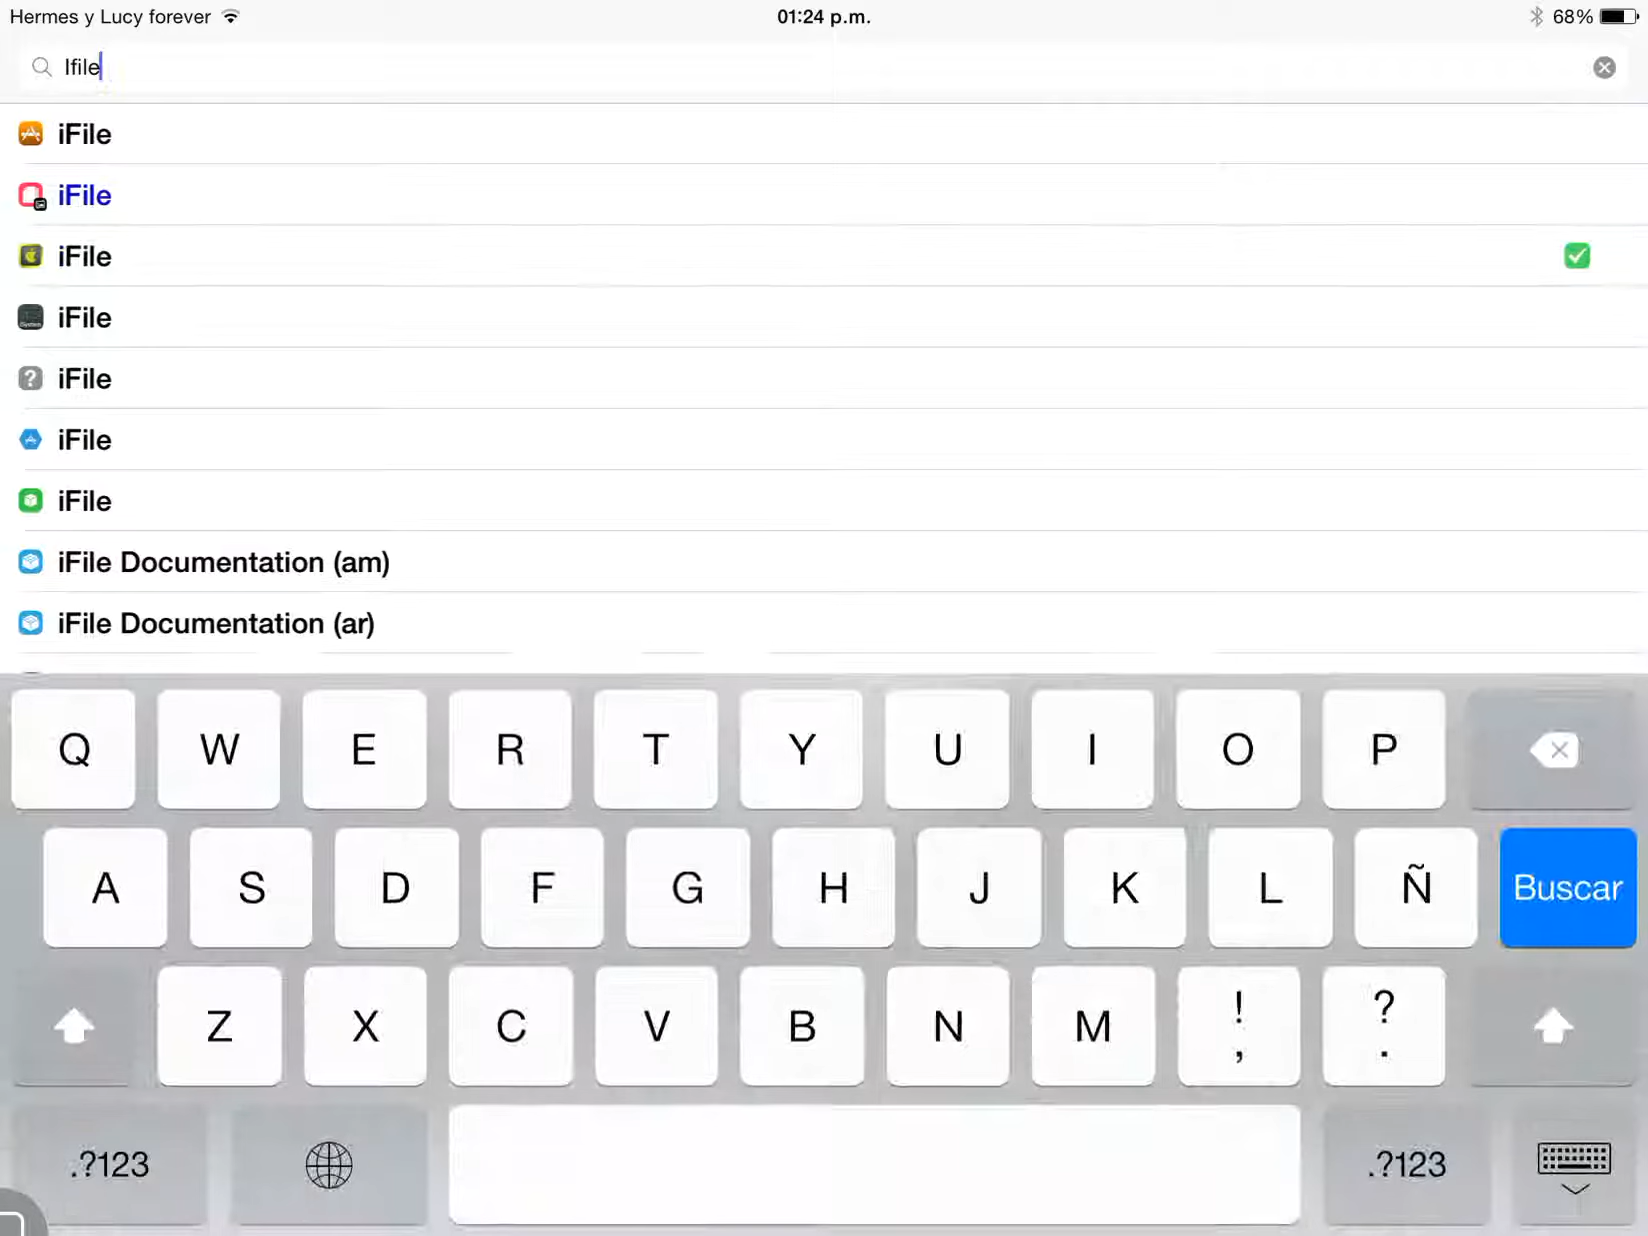 Hermes y Lucy forever
01:24 p.m.
68%
Ifile
iFile
iFile
iFile
iFile
iFile
iFile
iFile
iFile Documentation (am)
iFile Documentation (ar)
Q W E R T Y U I O P
A S D F G H J K L Ñ Buscar
Z X C V B N M ! , ? .
.?123 .?123